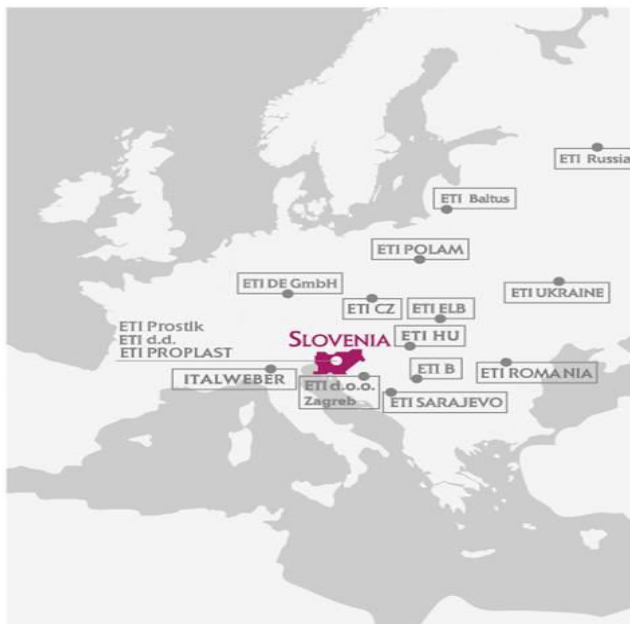 ETI Russia
ETI Baltus
ETI POLAM
ETI DE GmbH
ETI CZ
ETI ELB
ETI UKRAINE
ETI Prostik
ETI d.d.
ETI PROPLAST
SLOVENIA
ETI HU
ITALWEBER
ETI d.o.o.
Zagreb
ETI B
ETI ROMANIA
ETI SARAJEVO